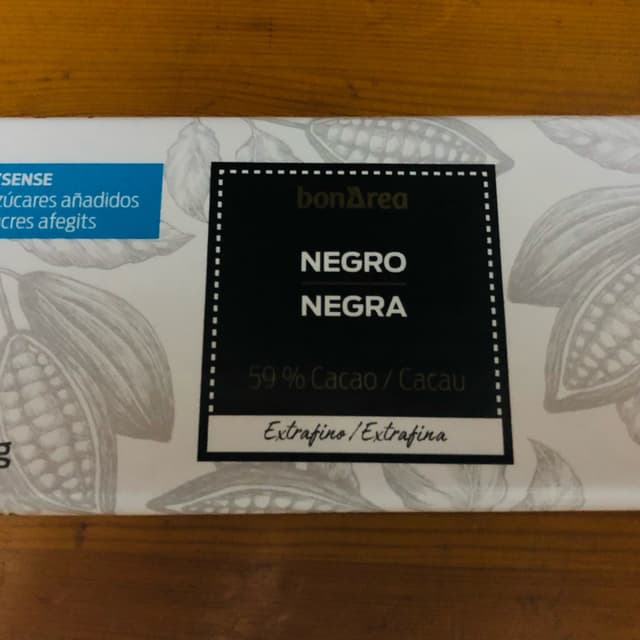 SENSE
zúcares añadidos
cres afegits
bonÀrea
NEGRO
NEGRA
59 % Cacao / Cacau
Extrafino / Extrafina
g